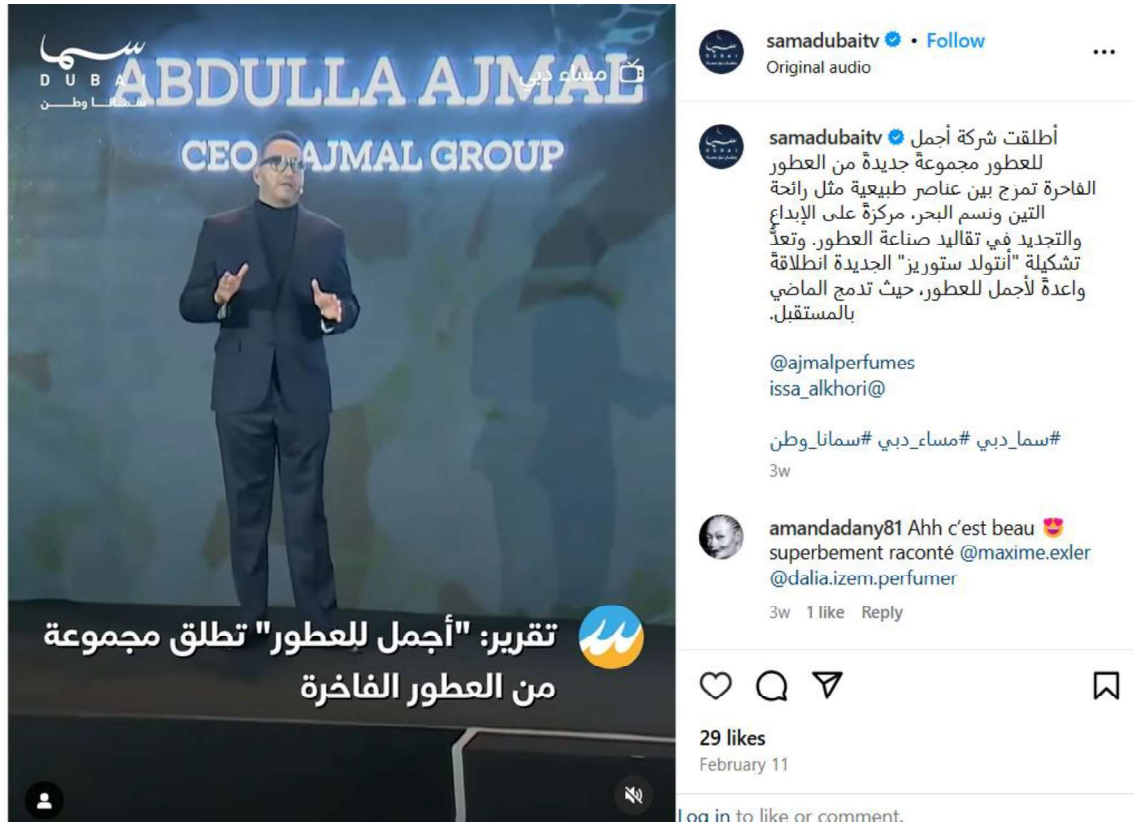 سما
DUBAI
سمانا وطن
مساء دبي
ABDULLA AJMAL
CEO AJMAL GROUP
تقرير: "أجمل للعطور" تطلق مجموعة
من العطور الفاخرة
samadubaitv • Follow
Original audio
samadubaitv أطلقت شركة أجمل
للعطور مجموعةً جديدةً من العطور
الفاخرة تمزج بين عناصر طبيعية مثل رائحة
التين ونسم البحر، مركزةً على الإبداع
والتجديد في تقاليد صناعة العطور. وتعدُّ
تشكيلة "أنتولد ستوريز" الجديدة انطلاقةً
واعدةً لأجمل للعطور، حيث تدمج الماضي
بالمستقبل.
@ajmalperfumes
issa_alkhori@
#سما_دبي #مساء_دبي #سمانا_وطن
3w
amandadany81 Ahh c'est beau 😍
superbement raconté @maxime.exler
@dalia.izem.perfumer
3w 1 like Reply
29 likes
February 11
Log in to like or comment.